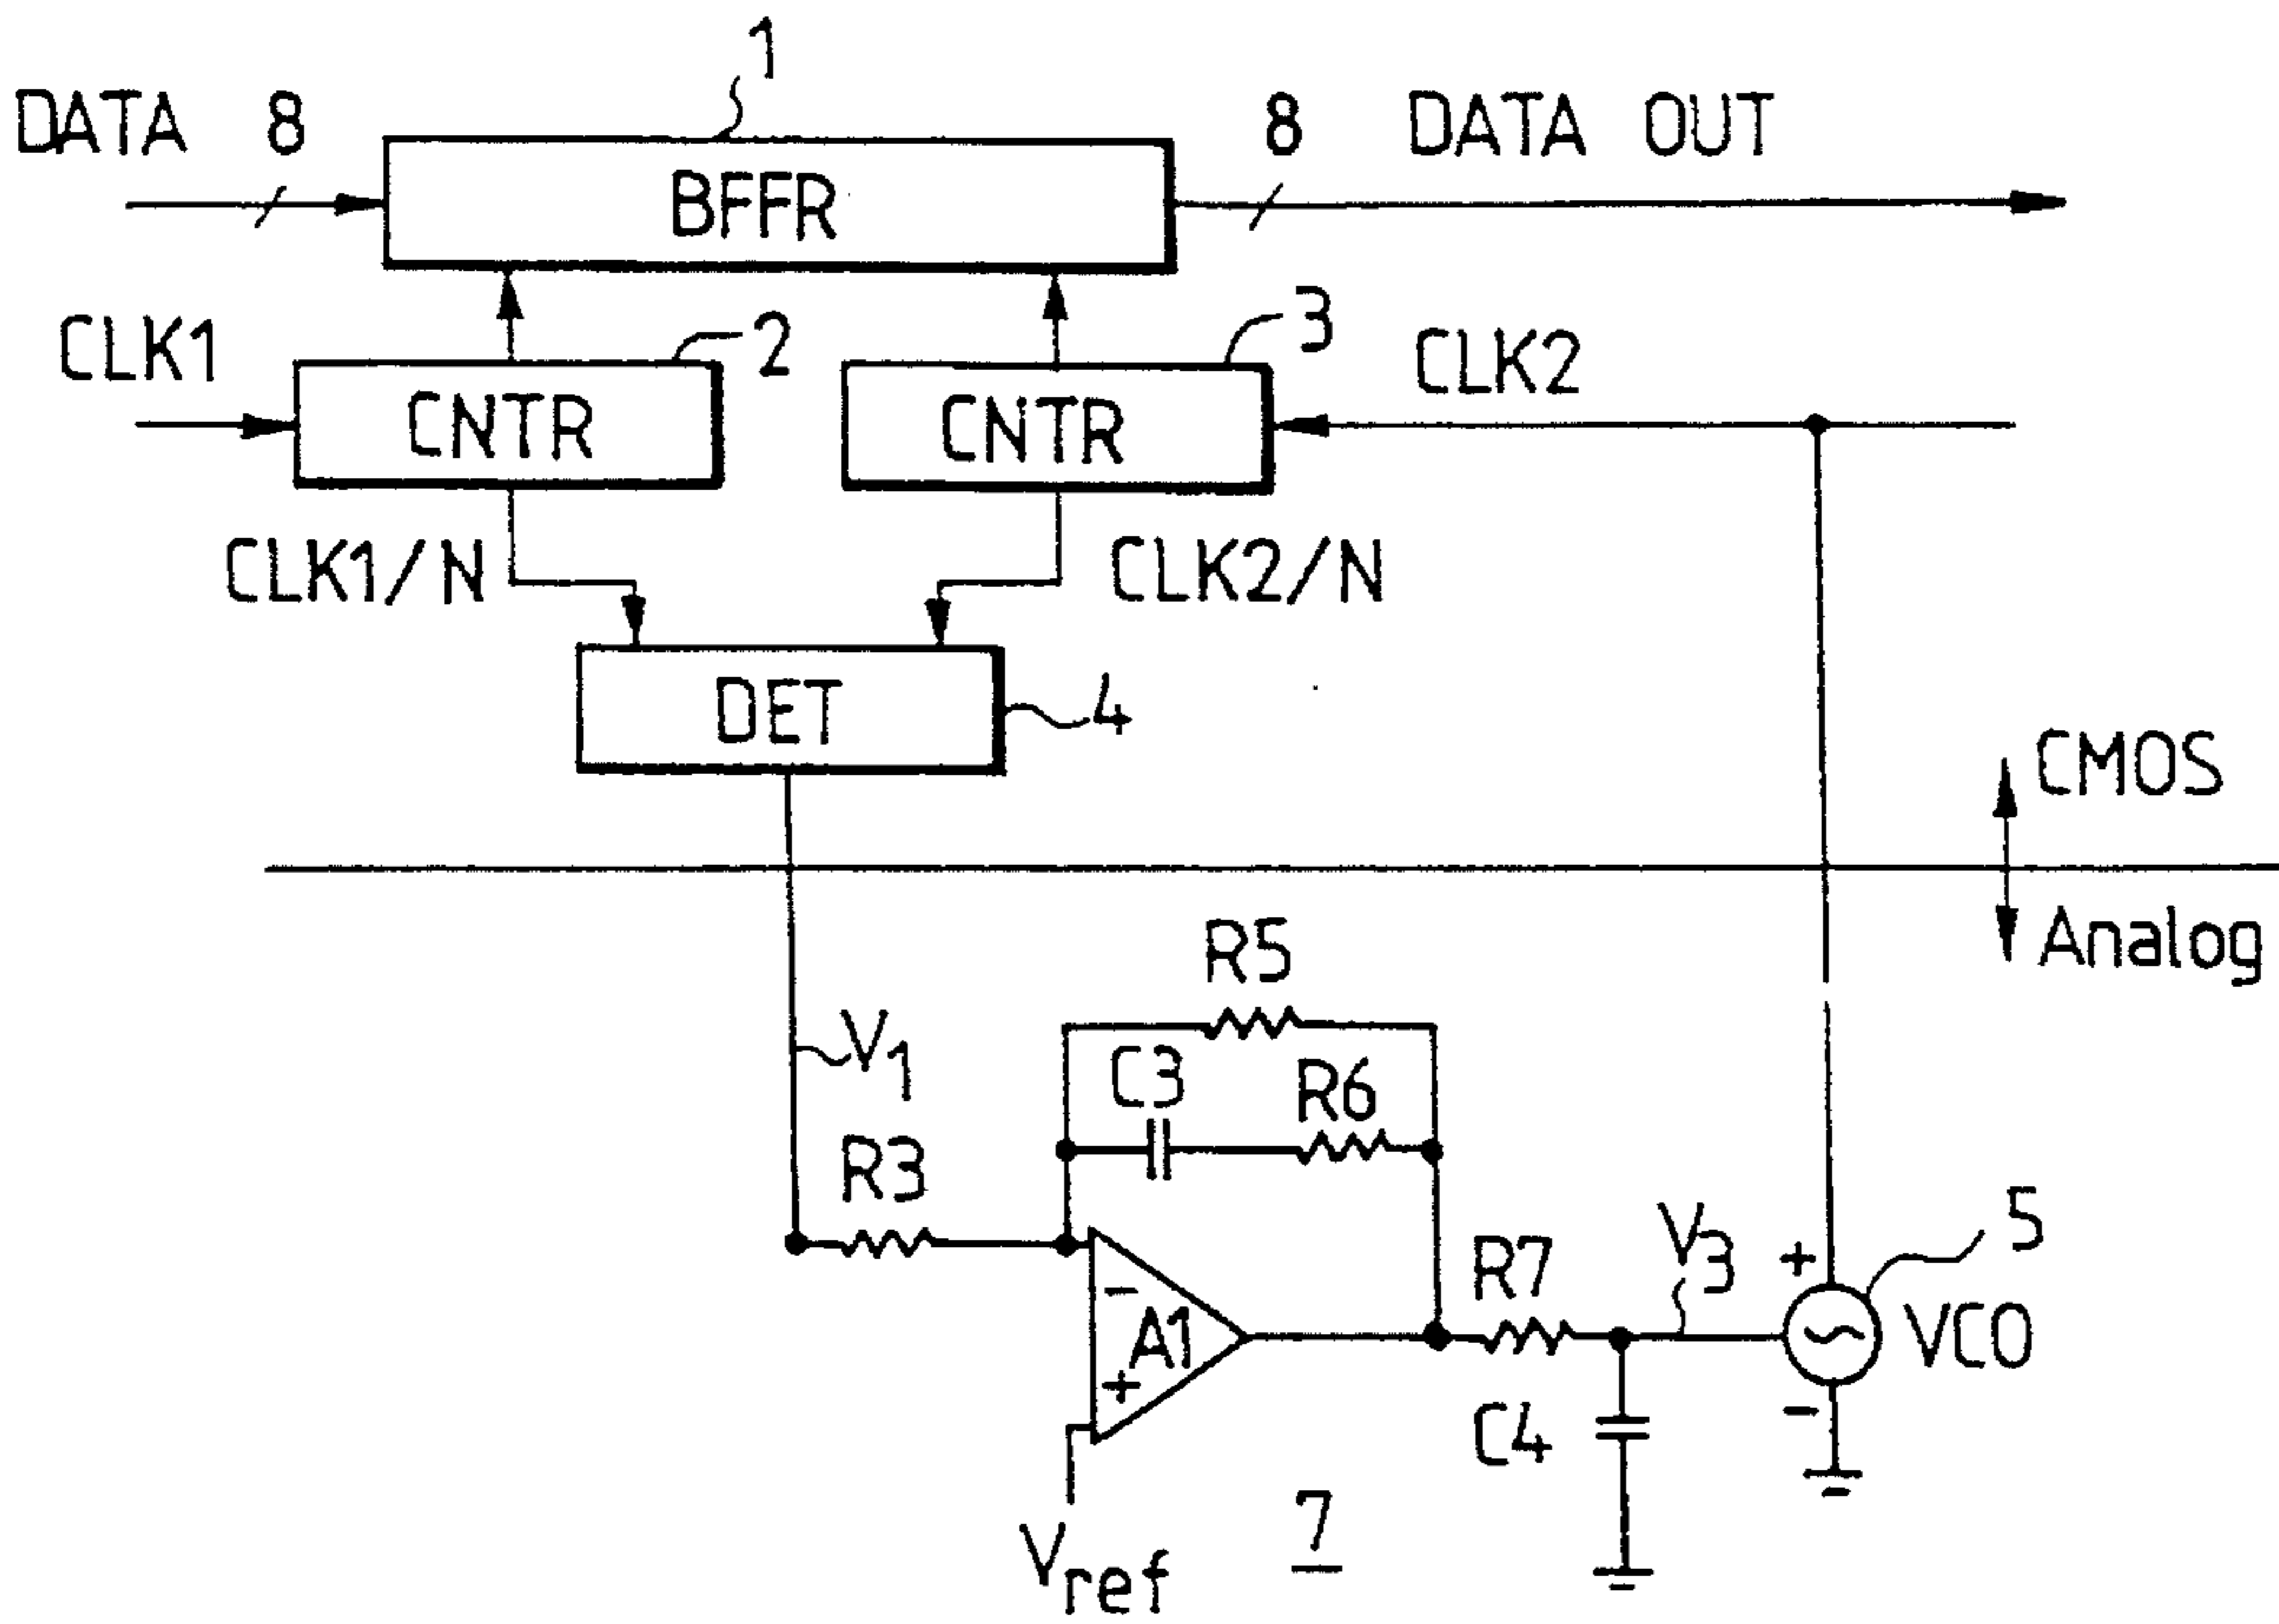 1
DATA 8
8 DATA OUT
BFFR
CLK1
2
3
CLK2
CNTR
CNTR
CLK1/N
CLK2/N
DET
4
CMOS
Analog
R5
V1
C3
R6
R3
V3
5
R7
+
−
A1
+
VCO
C4
−
Vref
7